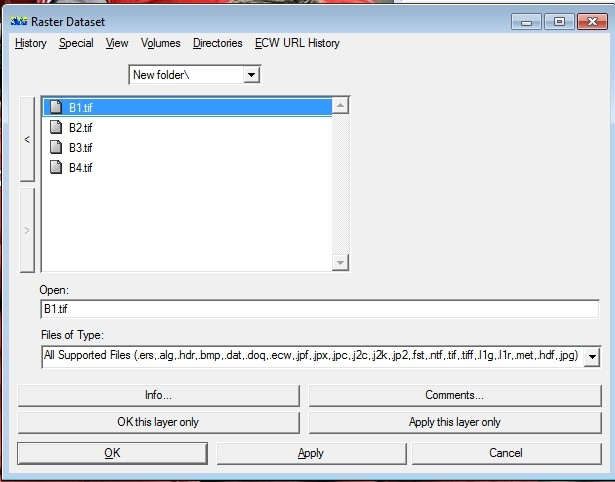 Raster Dataset
History Special View Volumes Directories ECW URL History
New folder\
B1.tif
B2.tif
B3.tif
B4.tif
<
>
Open:
B1.tif
Files of Type:
All Supported Files (.ers,.alg,.hdr,.bmp,.dat,.doq,.ecw,.jpf,.jpx,.jpc,.j2c,.j2k,.jp2,.fst,.ntf,.tif,.tiff,.l1g,.l1r,.met,.hdf,.jpg)
Info... Comments...
OK this layer only Apply this layer only
OK Apply Cancel